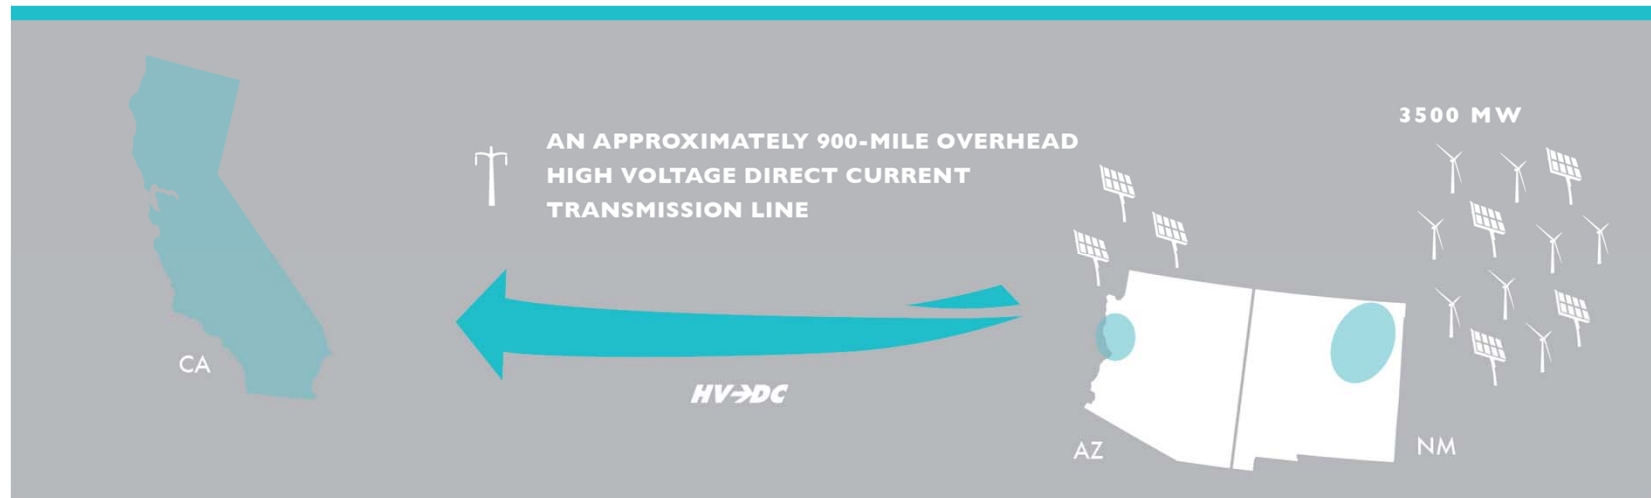 3500 MW
AN APPROXIMATELY 900-MILE OVERHEAD
HIGH VOLTAGE DIRECT CURRENT
TRANSMISSION LINE
CA
HV→DC
AZ
NM